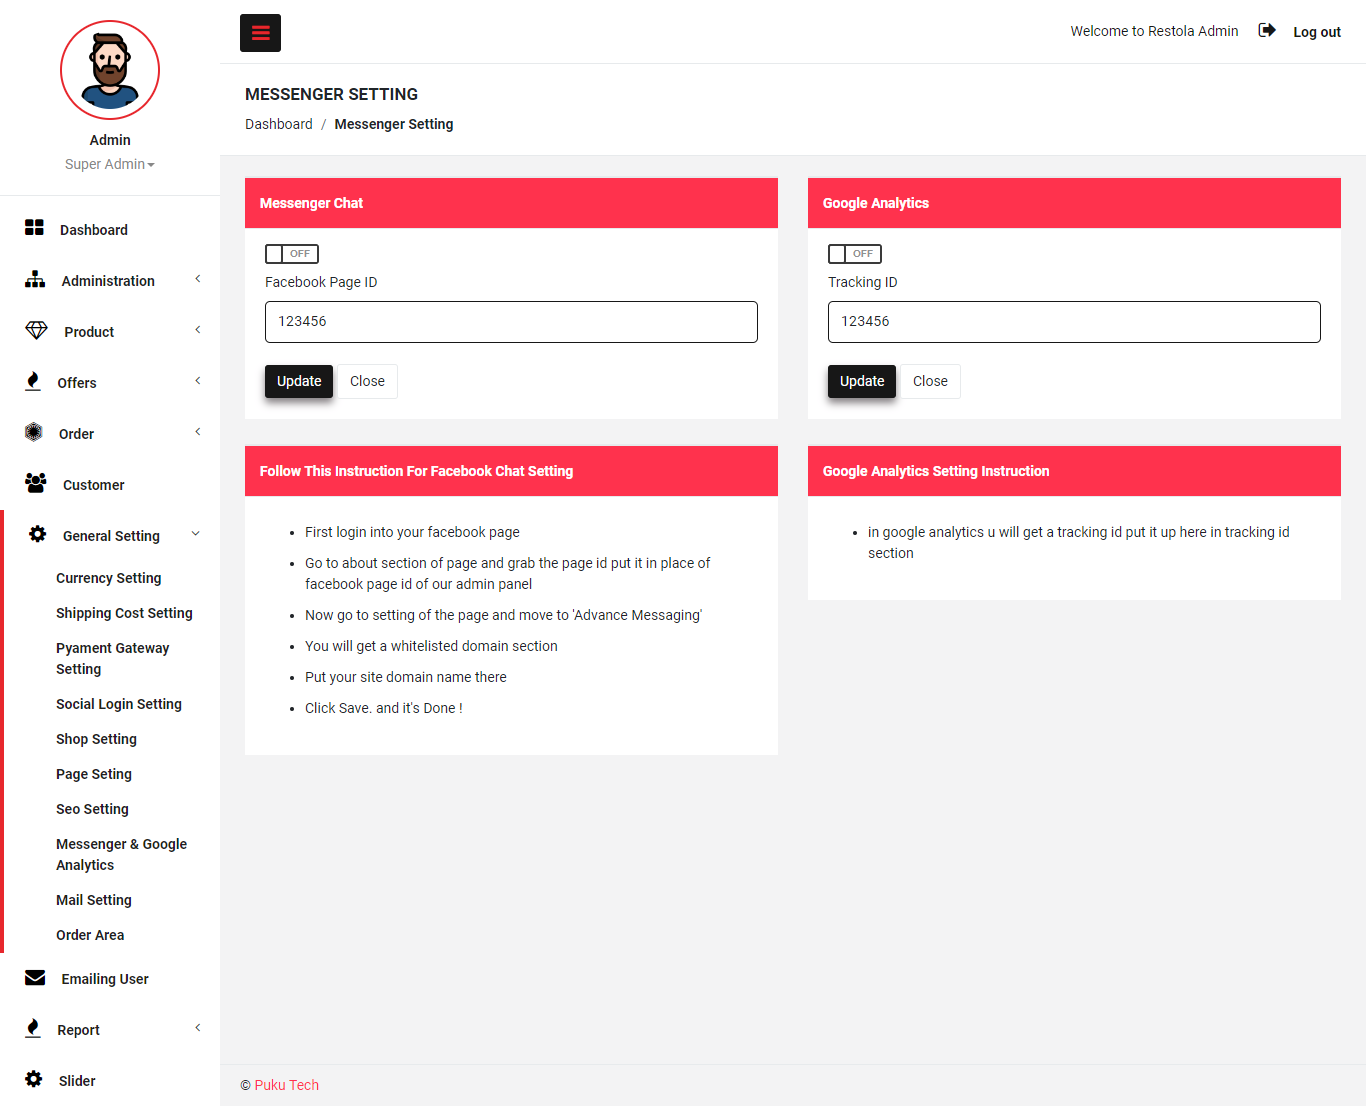 Admin
Super Admin
Dashboard
Administration
Product
Offers
Order
Customer
General Setting
Currency Setting
Shipping Cost Setting
Pyament Gateway
Setting
Social Login Setting
Shop Setting
Page Seting
Seo Setting
Messenger & Google
Analytics
Mail Setting
Order Area
Emailing User
Report
Slider
Welcome to Restola Admin
Log out
MESSENGER SETTING
Dashboard / Messenger Setting
Messenger Chat
OFF
Facebook Page ID
123456
Update Close
Google Analytics
OFF
Tracking ID
123456
Update Close
Follow This Instruction For Facebook Chat Setting
• First login into your facebook page
• Go to about section of page and grab the page id put it in place of
facebook page id of our admin panel
• Now go to setting of the page and move to 'Advance Messaging'
• You will get a whitelisted domain section
• Put your site domain name there
• Click Save. and it's Done !
Google Analytics Setting Instruction
• in google analytics u will get a tracking id put it up here in tracking id
section
© Puku Tech